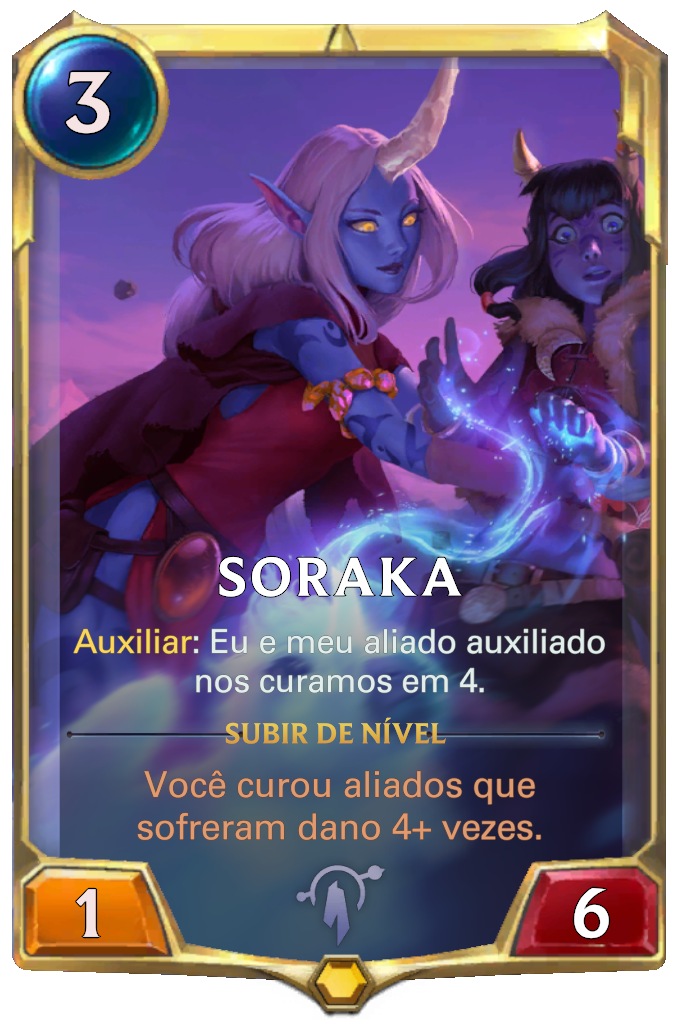 3
SORAKA
Auxiliar: Eu e meu aliado auxiliado
nos curamos em 4.
SUBIR DE NÍVEL
Você curou aliados que
sofreram dano 4+ vezes.
1
6